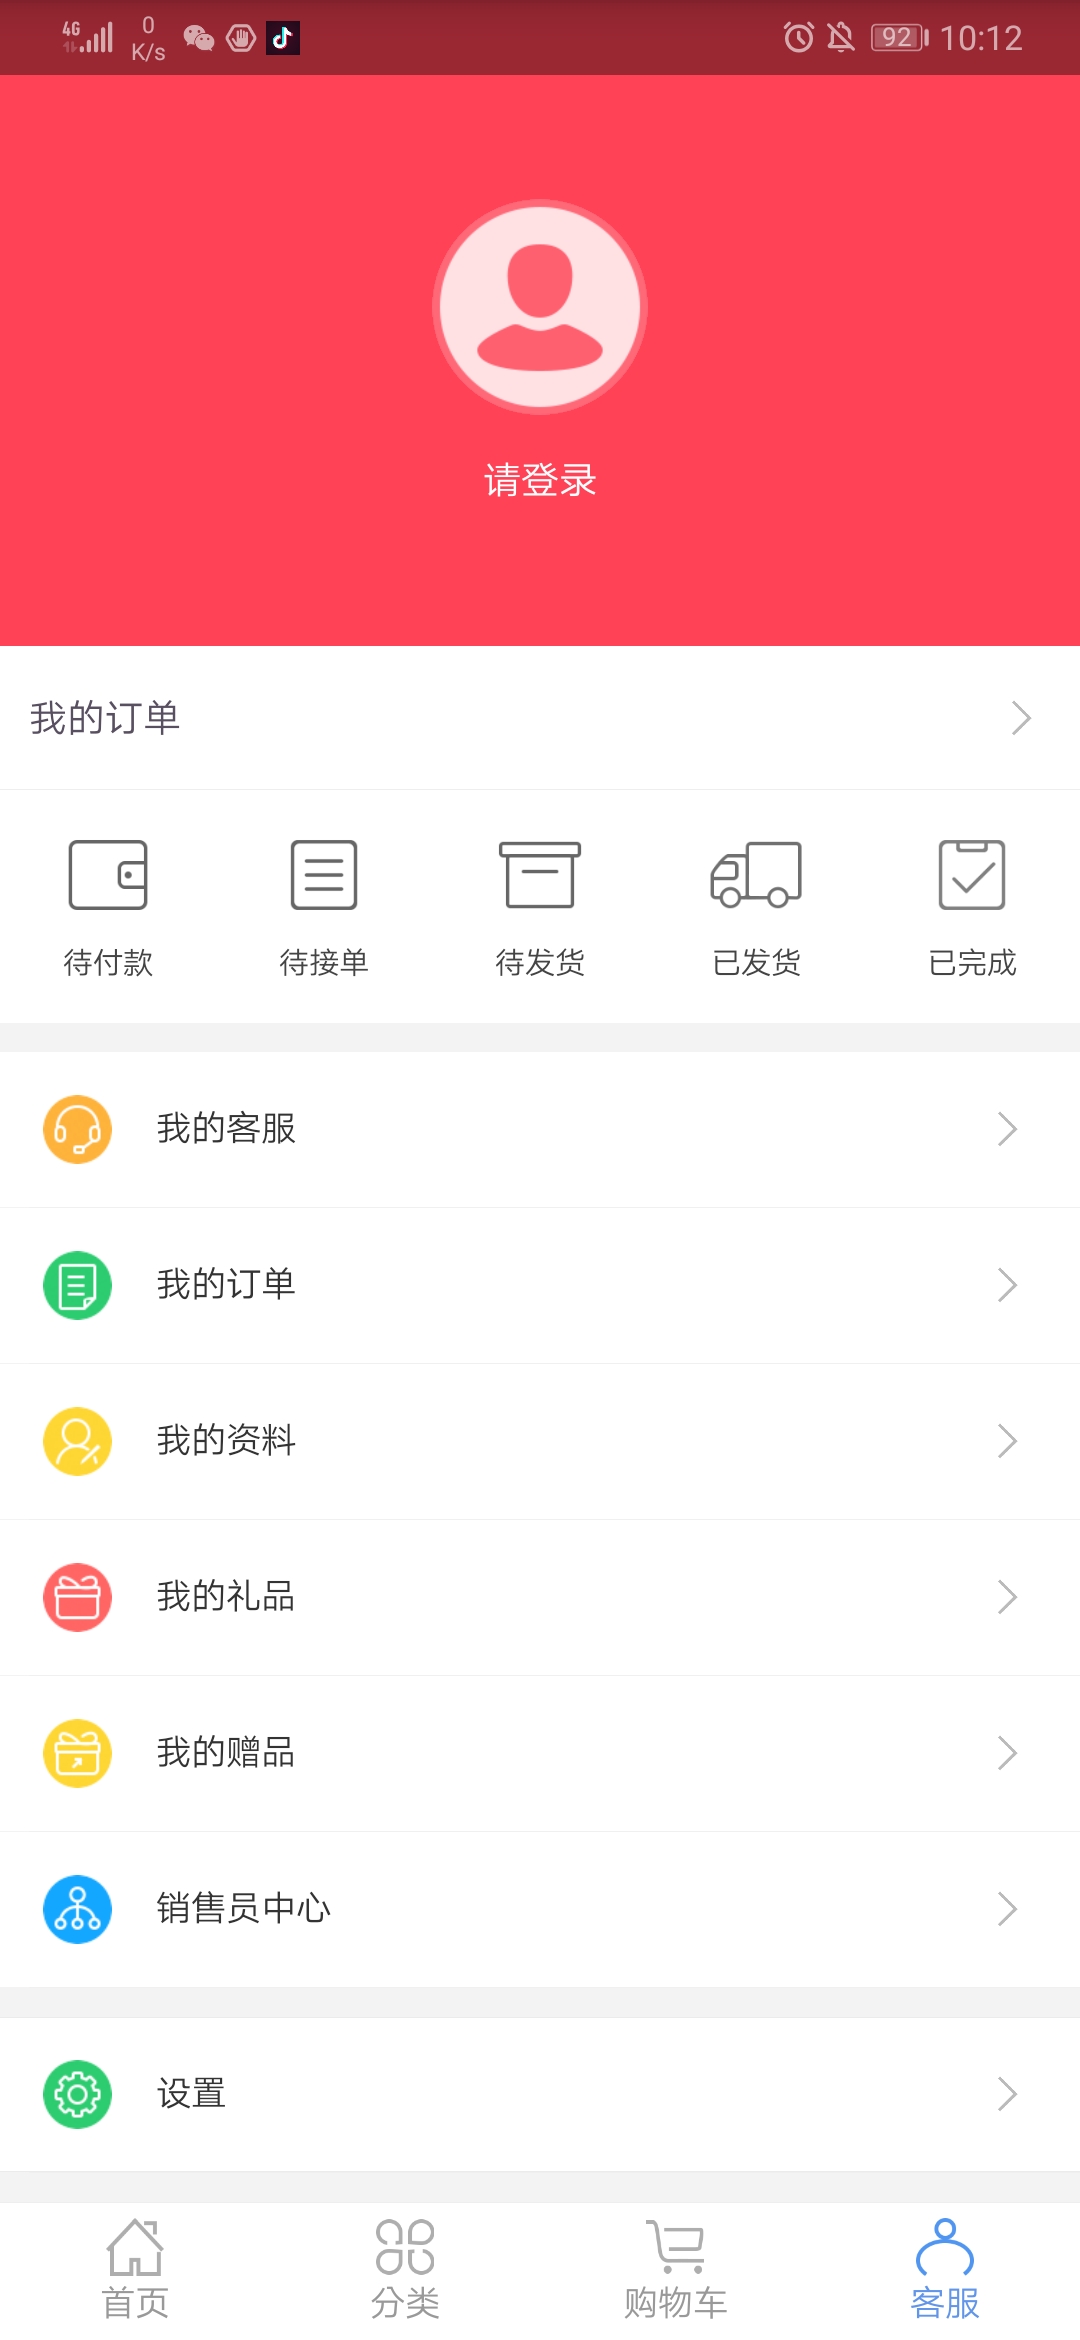 4G 0 K/s 92 10:12
请登录
我的订单
待付款 待接单 待发货 已发货 已完成
我的客服
我的订单
我的资料
我的礼品
我的赠品
销售员中心
设置
首页 分类 购物车 客服